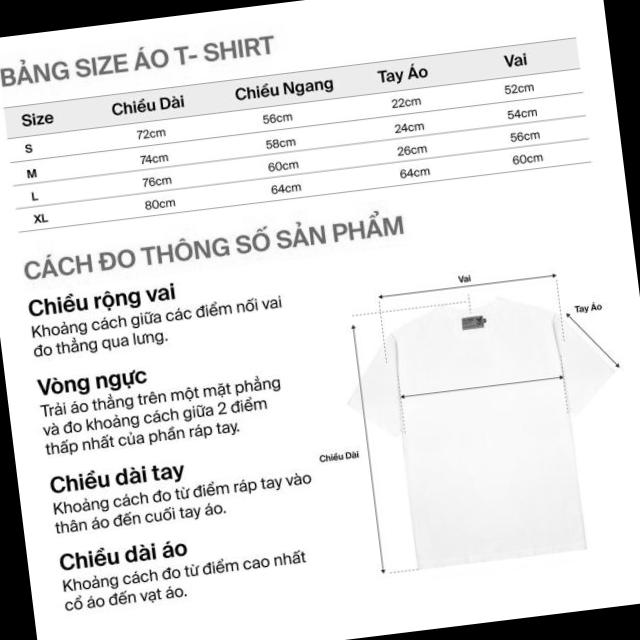 BẢNG SIZE ÁO T- SHIRT
Size Chiều Dài Chiều Ngang Tay Áo Vai
S 72cm 56cm 22cm 52cm
M 74cm 58cm 24cm 54cm
L 76cm 60cm 26cm 56cm
XL 80cm 64cm 64cm 60cm
CÁCH ĐO THÔNG SỐ SẢN PHẨM
Chiều rộng vai
Khoảng cách giữa các điểm nối vai
đo thẳng qua lưng.
Vòng ngực
Trải áo thẳng trên một mặt phẳng
và đo khoảng cách giữa 2 điểm
thấp nhất của phần ráp tay.
Chiều dài tay
Khoảng cách đo từ điểm ráp tay vào
thân áo đến cuối tay áo.
Chiều dài áo
Khoảng cách đo từ điểm cao nhất
cổ áo đến vạt áo.
Vai
Tay Áo
Chiều Dài